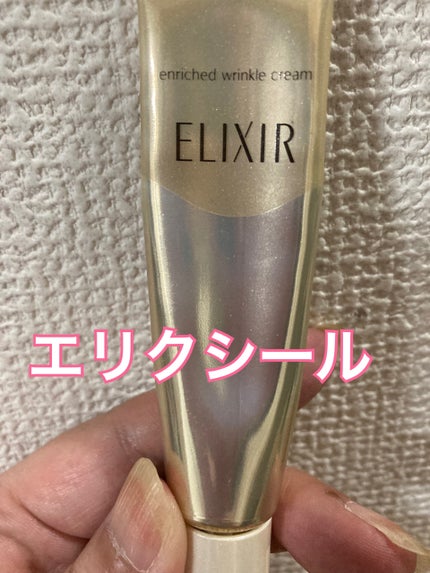 enriched wrinkle cream
ELIXIR
エリクシール